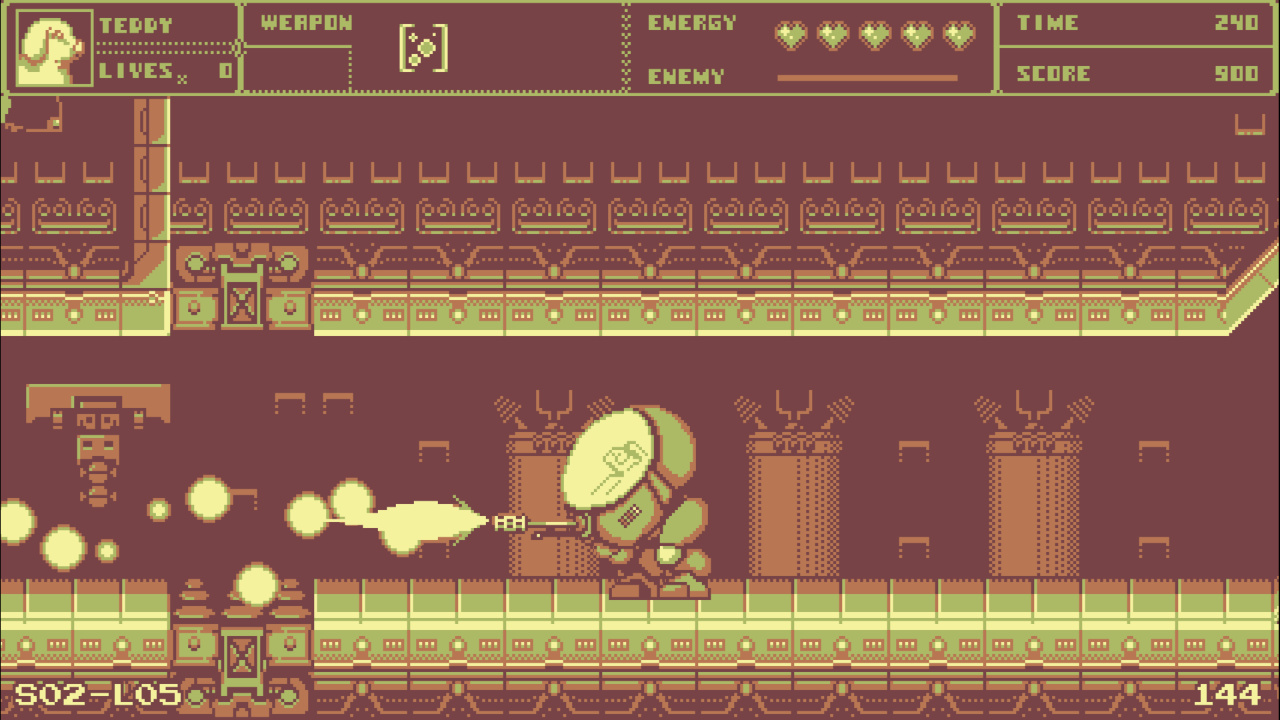 TEDDY
LIVES x 0
WEAPON
ENERGY
ENEMY
TIME 240
SCORE 900
S02-L05
144